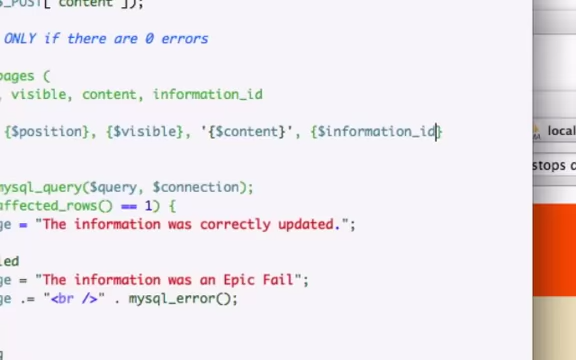 _POST['content']);
ONLY if there are 0 errors
pages (
, visible, content, information_id
{$position}, {$visible}, '{$content}', {$information_id}
mysql_query($query, $connection);
affected_rows() == 1) {
ge = "The information was correctly updated.";
led
ge = "The information was an Epic Fail";
ge .= "<br />" . mysql_error();
local
stops